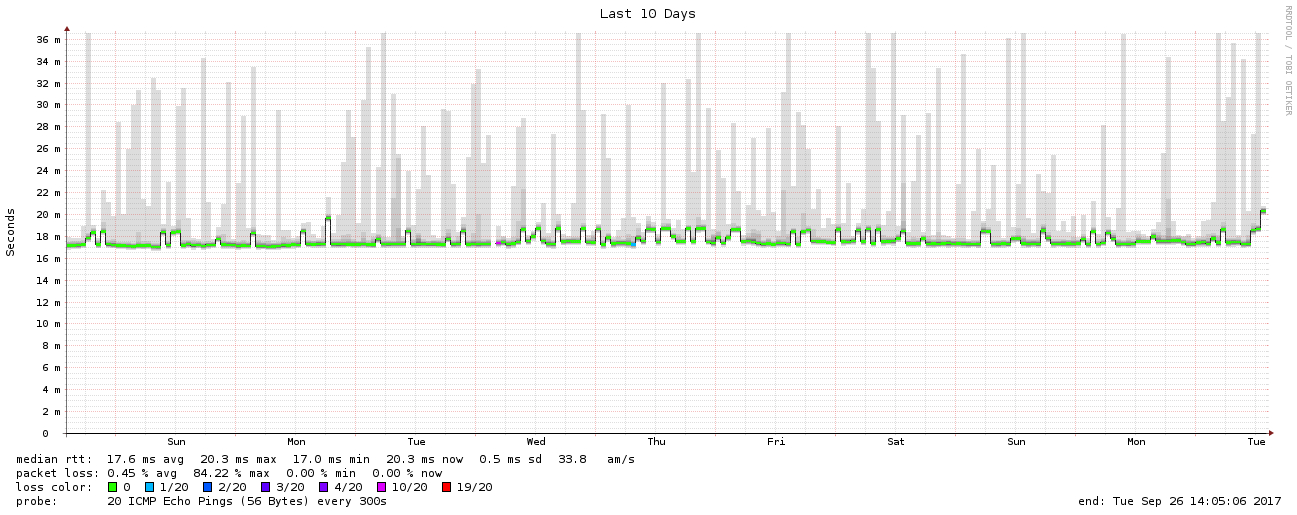 Last 10 Days
RRDTOOL / TOBI OETIKER
Seconds
36 m
34 m
32 m
30 m
28 m
26 m
24 m
22 m
20 m
18 m
16 m
14 m
12 m
10 m
8 m
6 m
4 m
2 m
0
Sun Mon Tue Wed Thu Fri Sat Sun Mon Tue
median rtt: 17.6 ms avg 20.3 ms max 17.0 ms min 20.3 ms now 0.5 ms sd 33.8 am/s
packet loss: 0.45 % avg 84.22 % max 0.00 % min 0.00 % now
loss color: 0 1/20 2/20 3/20 4/20 10/20 19/20
probe: 20 ICMP Echo Pings (56 Bytes) every 300s
end: Tue Sep 26 14:05:06 2017